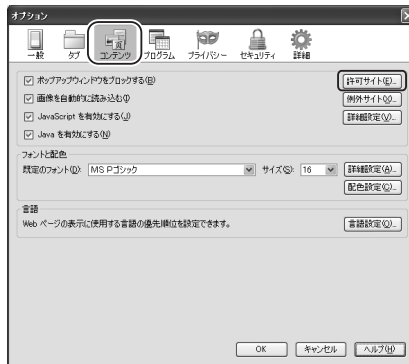 オプション
一般 タブ コンテンツ プログラム プライバシー セキュリティ 詳細
ポップアップウィンドウをブロックする(B) 許可サイト(E)...
画像を自動的に読み込む(I) 例外サイト(X)...
JavaScript を有効にする(J) 詳細設定(V)...
Java を有効にする(N)
フォントと配色
既定のフォント(D): MS Pゴシック サイズ(S): 16 詳細設定(A)...
配色設定(C)...
言語
Web ページの表示に使用する言語の優先順位を設定できます。 言語設定(O)...
OK キャンセル ヘルプ(H)